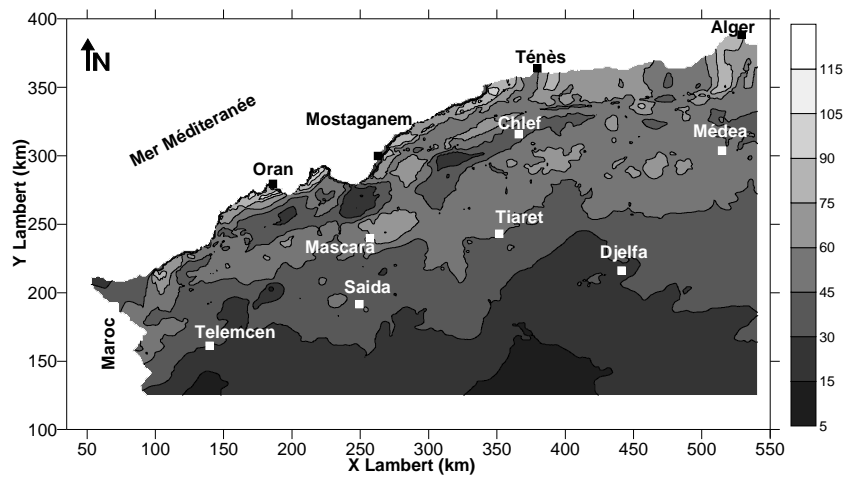 400
350
300
250
200
150
100
Y Lambert (km)
N
Mer Méditeranée
Alger
Ténès
Mostaganem
Chlef
Mèdea
Oran
Tiaret
Mascara
Djelfa
Saida
Telemcen
Maroc
50 100 150 200 250 300 350 400 450 500 550
X Lambert (km)
115
105
90
75
60
45
30
15
5